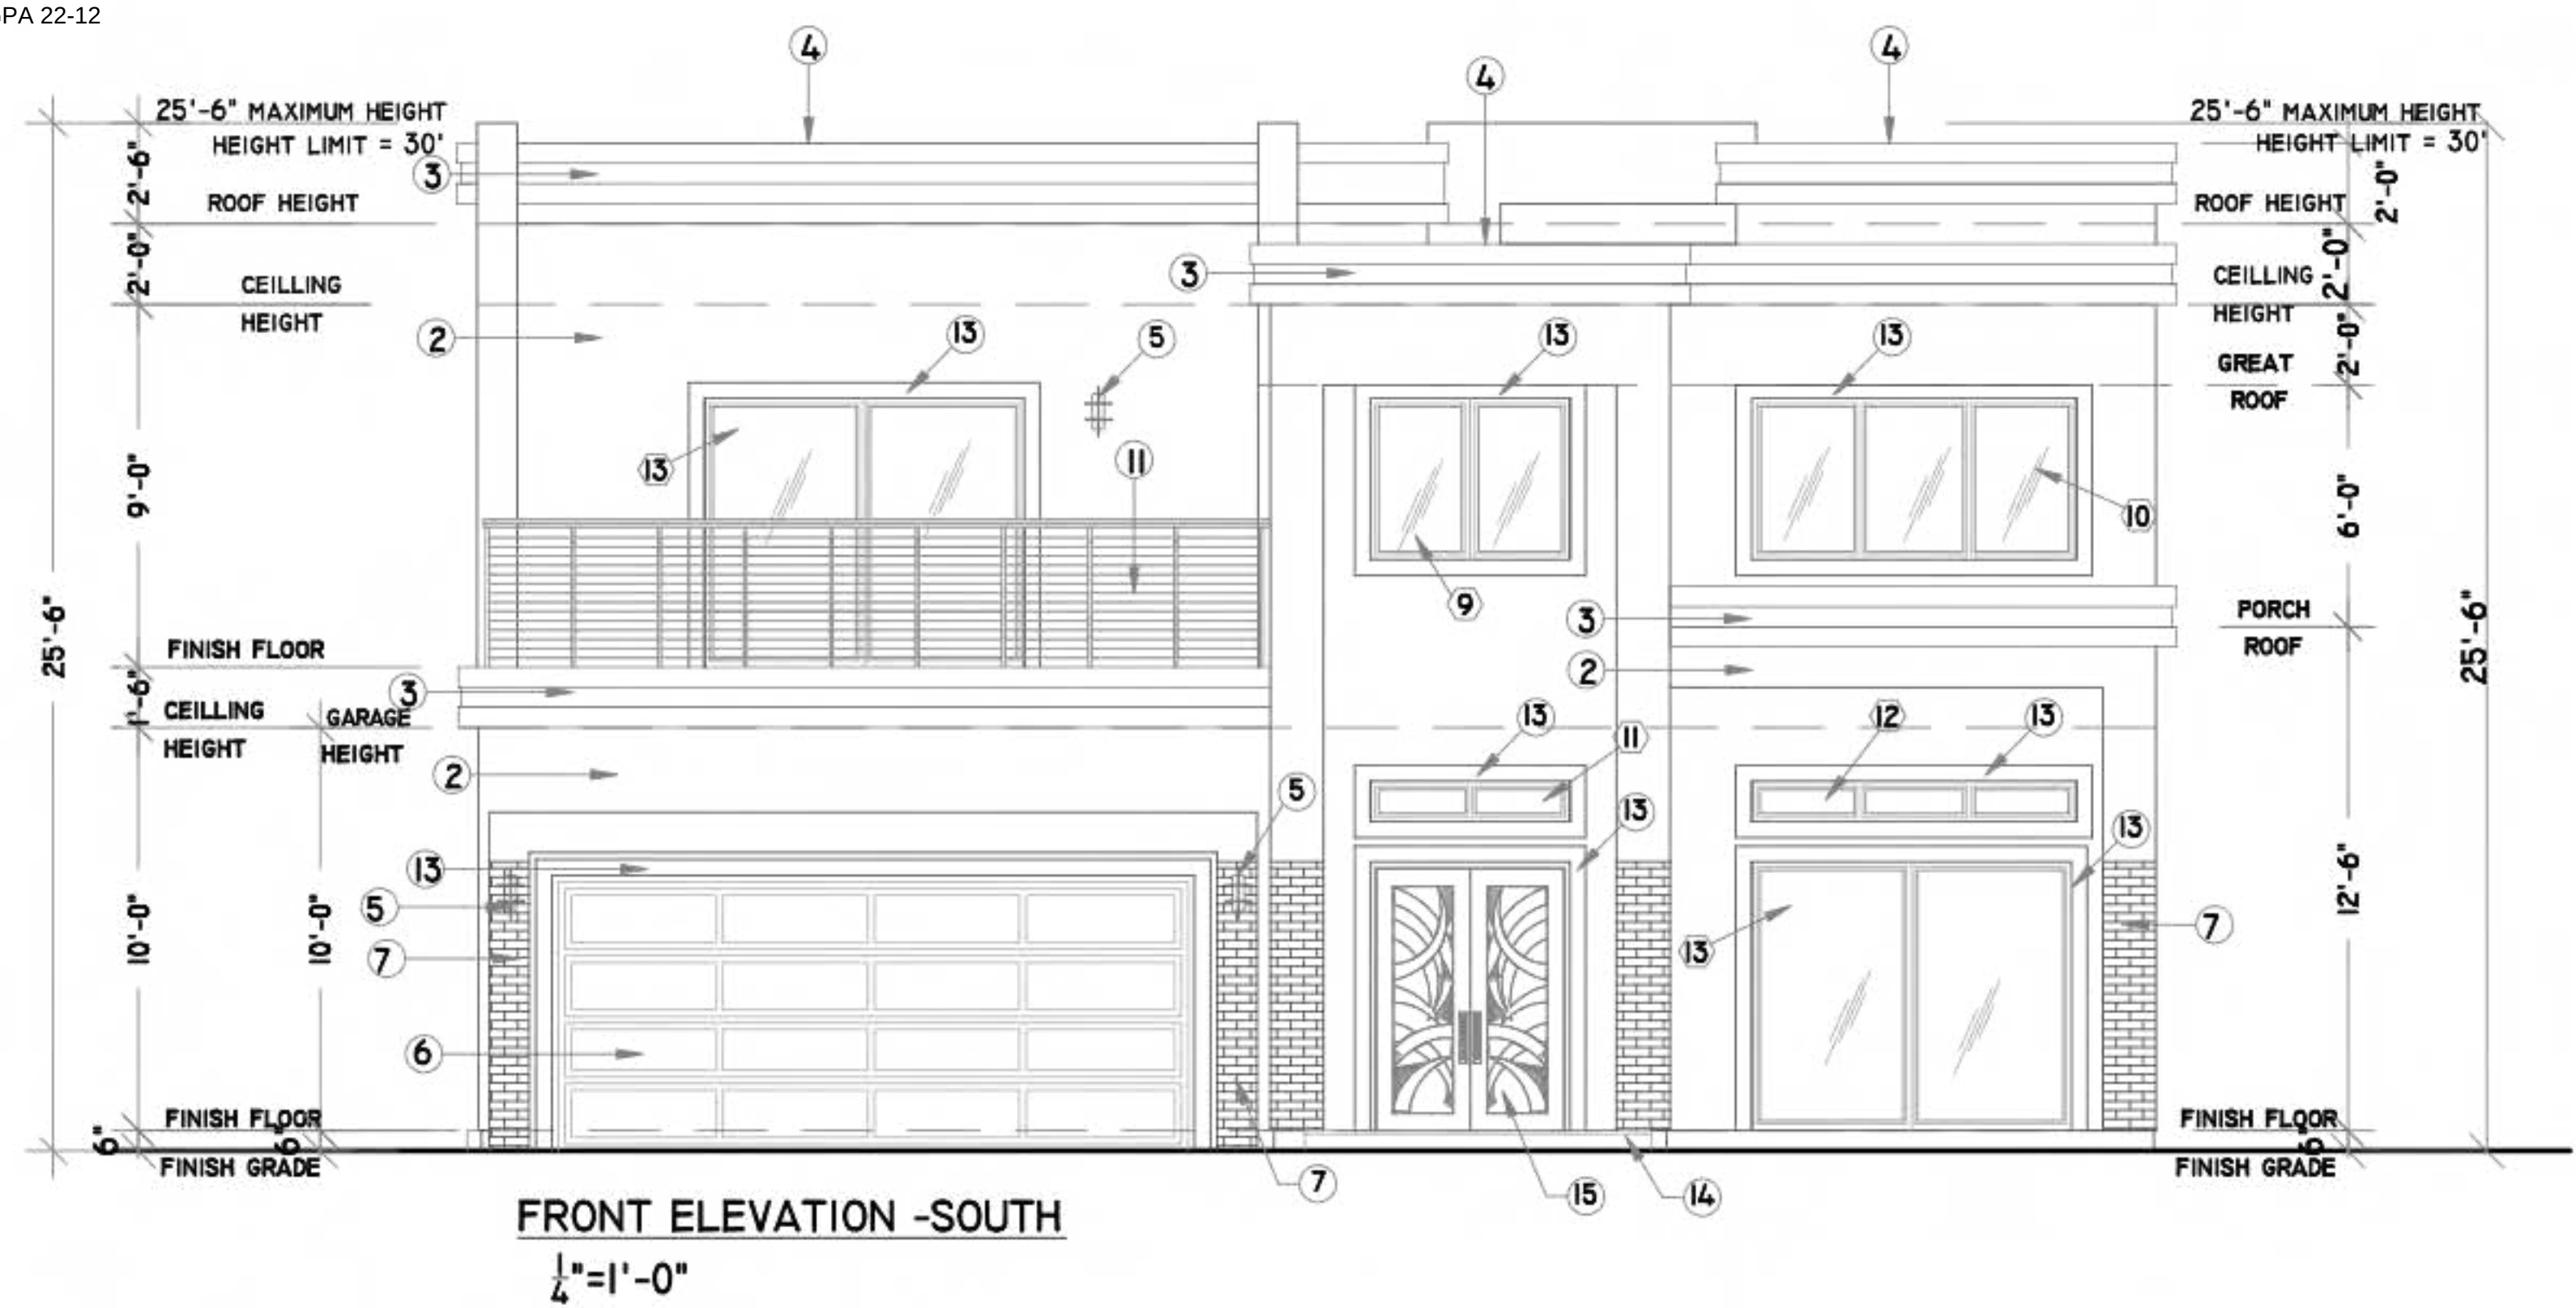 PA 22-12
4
4
4
25'-6" MAXIMUM HEIGHT
HEIGHT LIMIT = 30'
25'-6" MAXIMUM HEIGHT
HEIGHT LIMIT = 30'
2'-6"
3
2'-0"
ROOF HEIGHT
ROOF HEIGHT
2'-0"
3
2'-0"
CEILLING
HEIGHT
CEILLING
HEIGHT
2
13
5
13
13
2'-0"
GREAT
ROOF
9'-0"
13
11
10
6'-0"
9
25'-6"
3
PORCH
ROOF
25'-6"
FINISH FLOOR
2
1'-6"
3
CEILLING
HEIGHT
GARAGE
HEIGHT
13
11
12
13
2
5
13
13
13
5
7
10'-0"
10'-0"
13
7
12'-6"
6
FINISH FLOOR
FINISH FLOOR
6"
6"
6"
FINISH GRADE
FINISH GRADE
7
15
14
FRONT ELEVATION -SOUTH
1/4"=1'-0"